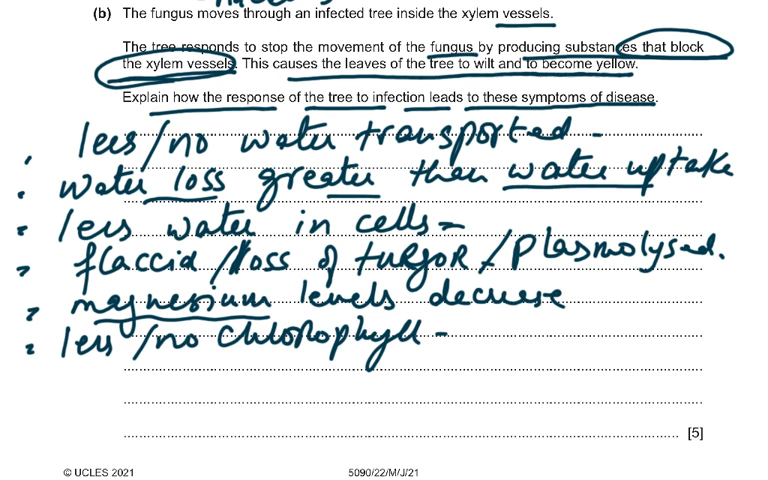 (b) The fungus moves through an infected tree inside the xylem vessels.
The tree responds to stop the movement of the fungus by producing substances that block
the xylem vessels. This causes the leaves of the tree to wilt and to become yellow.
Explain how the response of the tree to infection leads to these symptoms of disease.
less/no water transported -
water loss greater than water uptake
less water in cells -
flaccid/loss of turgor/plasmolysed.
magnesium levels decrese
less/no chlorophyll -
[5]
© UCLES 2021 5090/22/M/J/21